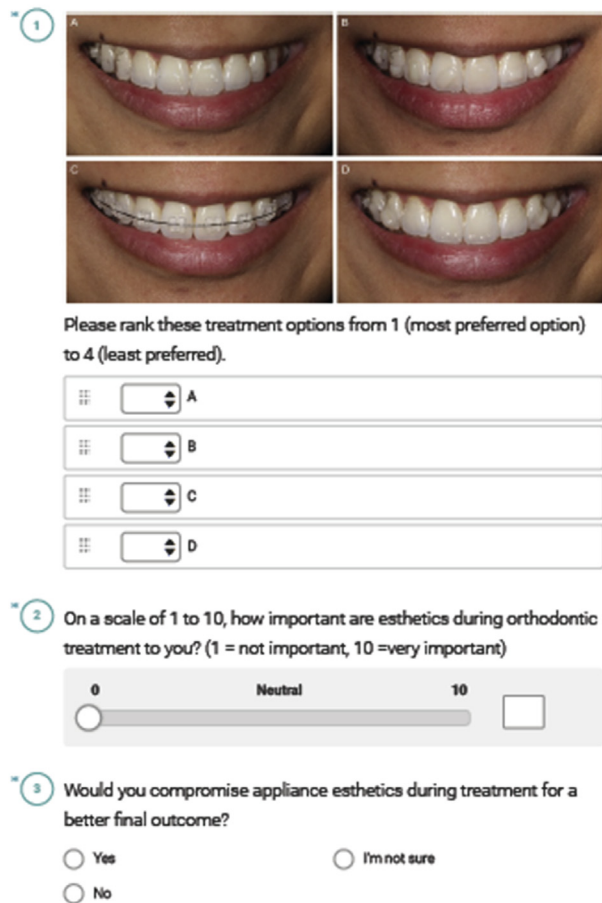 1
A
B
C
D
Please rank these treatment options from 1 (most preferred option)
to 4 (least preferred).
A
B
C
D
2
On a scale of 1 to 10, how important are esthetics during orthodontic
treatment to you? (1 = not important, 10 =very important)
0 Neutral 10
3
Would you compromise appliance esthetics during treatment for a
better final outcome?
Yes I'm not sure
No